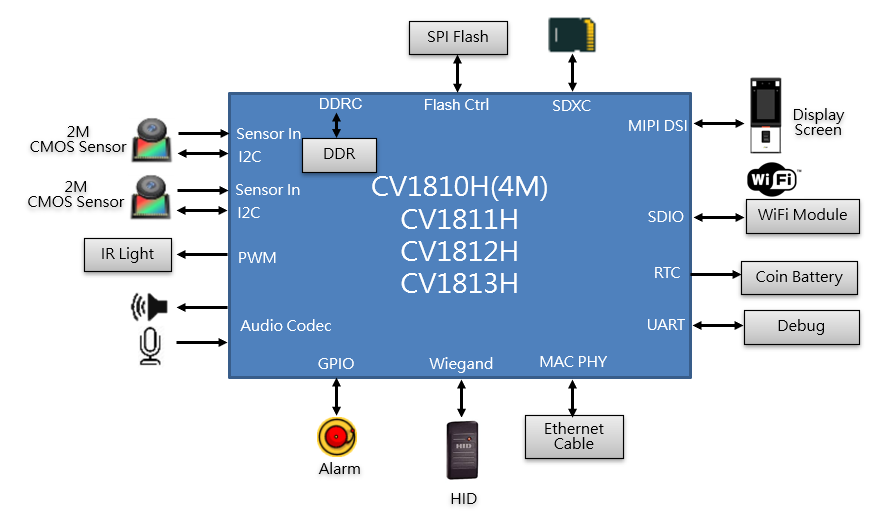 SPI Flash
DDRC
Flash Ctrl
SDXC
2M
CMOS Sensor
Sensor In
I2C
DDR
MIPI DSI
Display
Screen
2M
CMOS Sensor
Sensor In
I2C
CV1810H(4M)
CV1811H
CV1812H
CV1813H
WiFi
SDIO
WiFi Module
IR Light
PWM
RTC
Coin Battery
Audio Codec
UART
Debug
GPIO
Wiegand
MAC PHY
Ethernet
Cable
HID
Alarm
HID